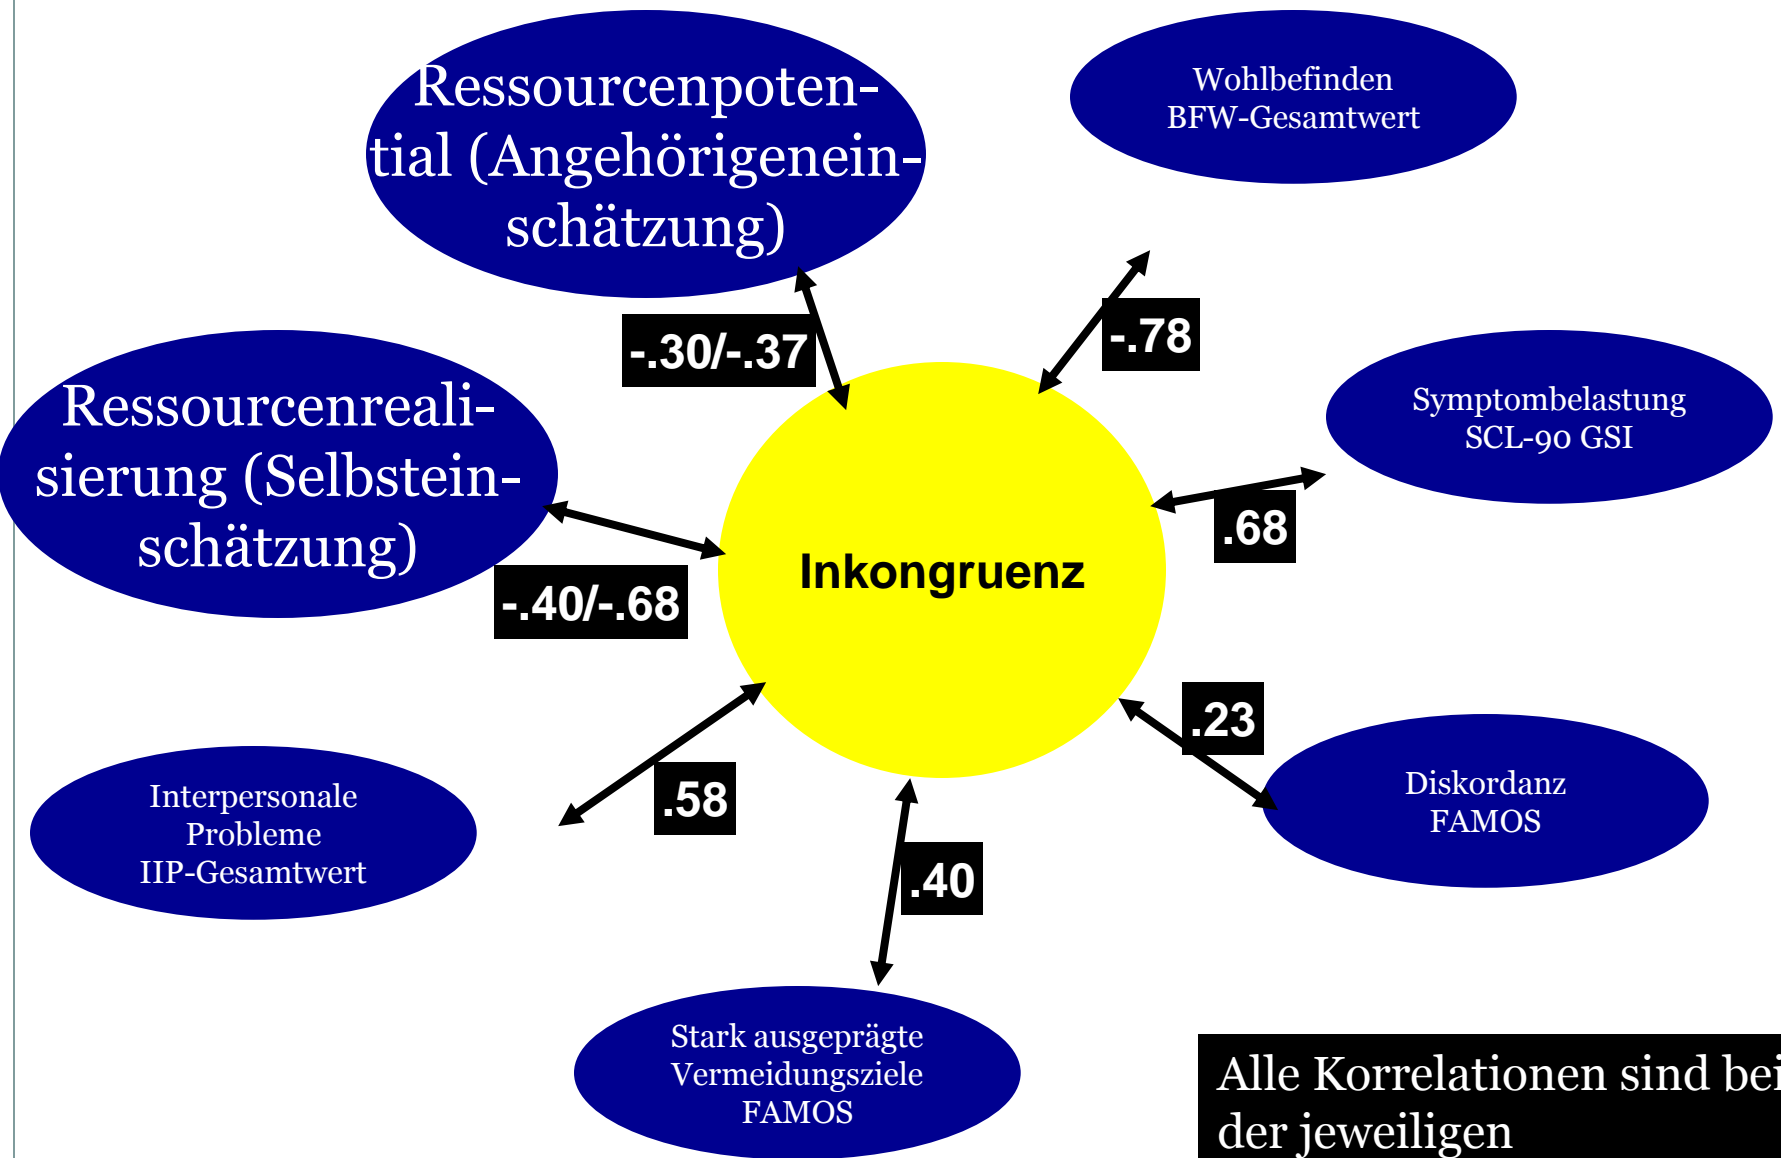 Ressourcenpoten-
tial (Angehörigenein-
schätzung)
Wohlbefinden
BFW-Gesamtwert
-.30/-.37
-.78
Ressourcenreali-
sierung (Selbstein-
schätzung)
Symptombelastung
SCL-90 GSI
.68
Inkongruenz
-.40/-.68
.23
Interpersonale
Probleme
IIP-Gesamtwert
.58
Diskordanz
FAMOS
.40
Stark ausgeprägte
Vermeidungsziele
FAMOS
Alle Korrelationen sind bei
der jeweiligen